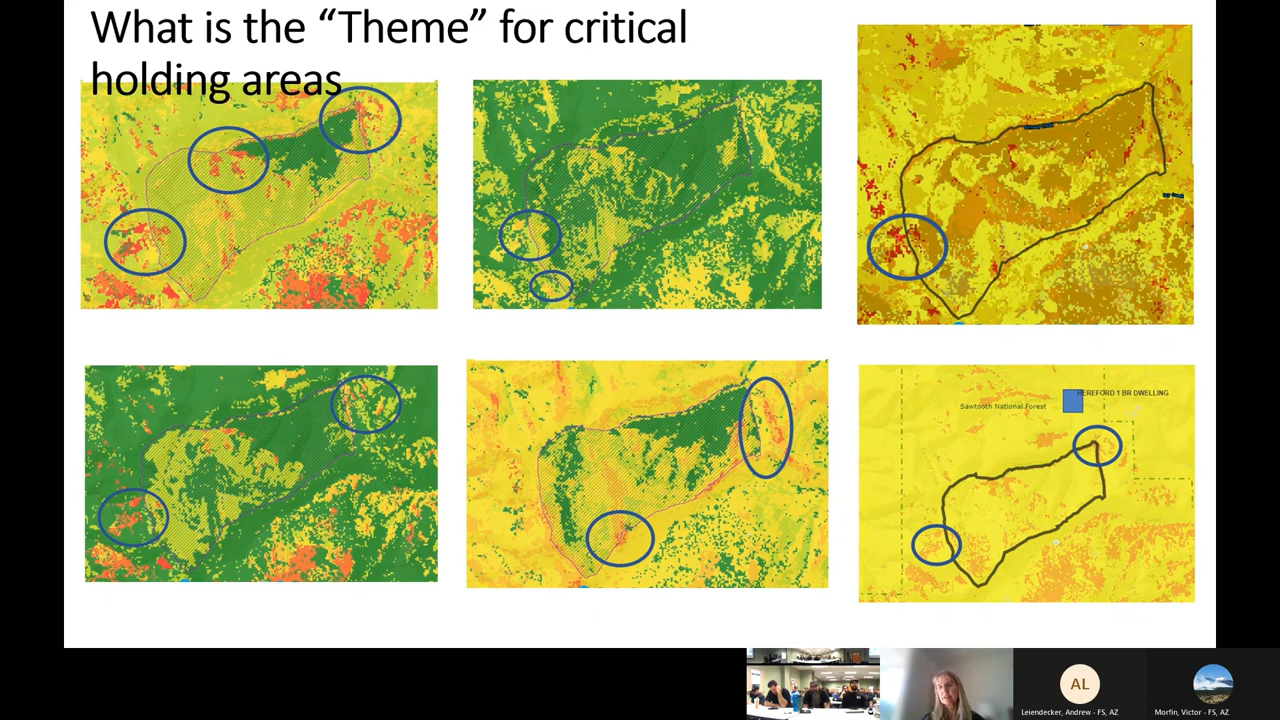 What is the “Theme” for critical
holding areas
HEREFORD 1 BR DWELLING
Sawtooth National Forest
AL
Leiendecker, Andrew - FS, AZ
Morfin, Victor - FS, AZ